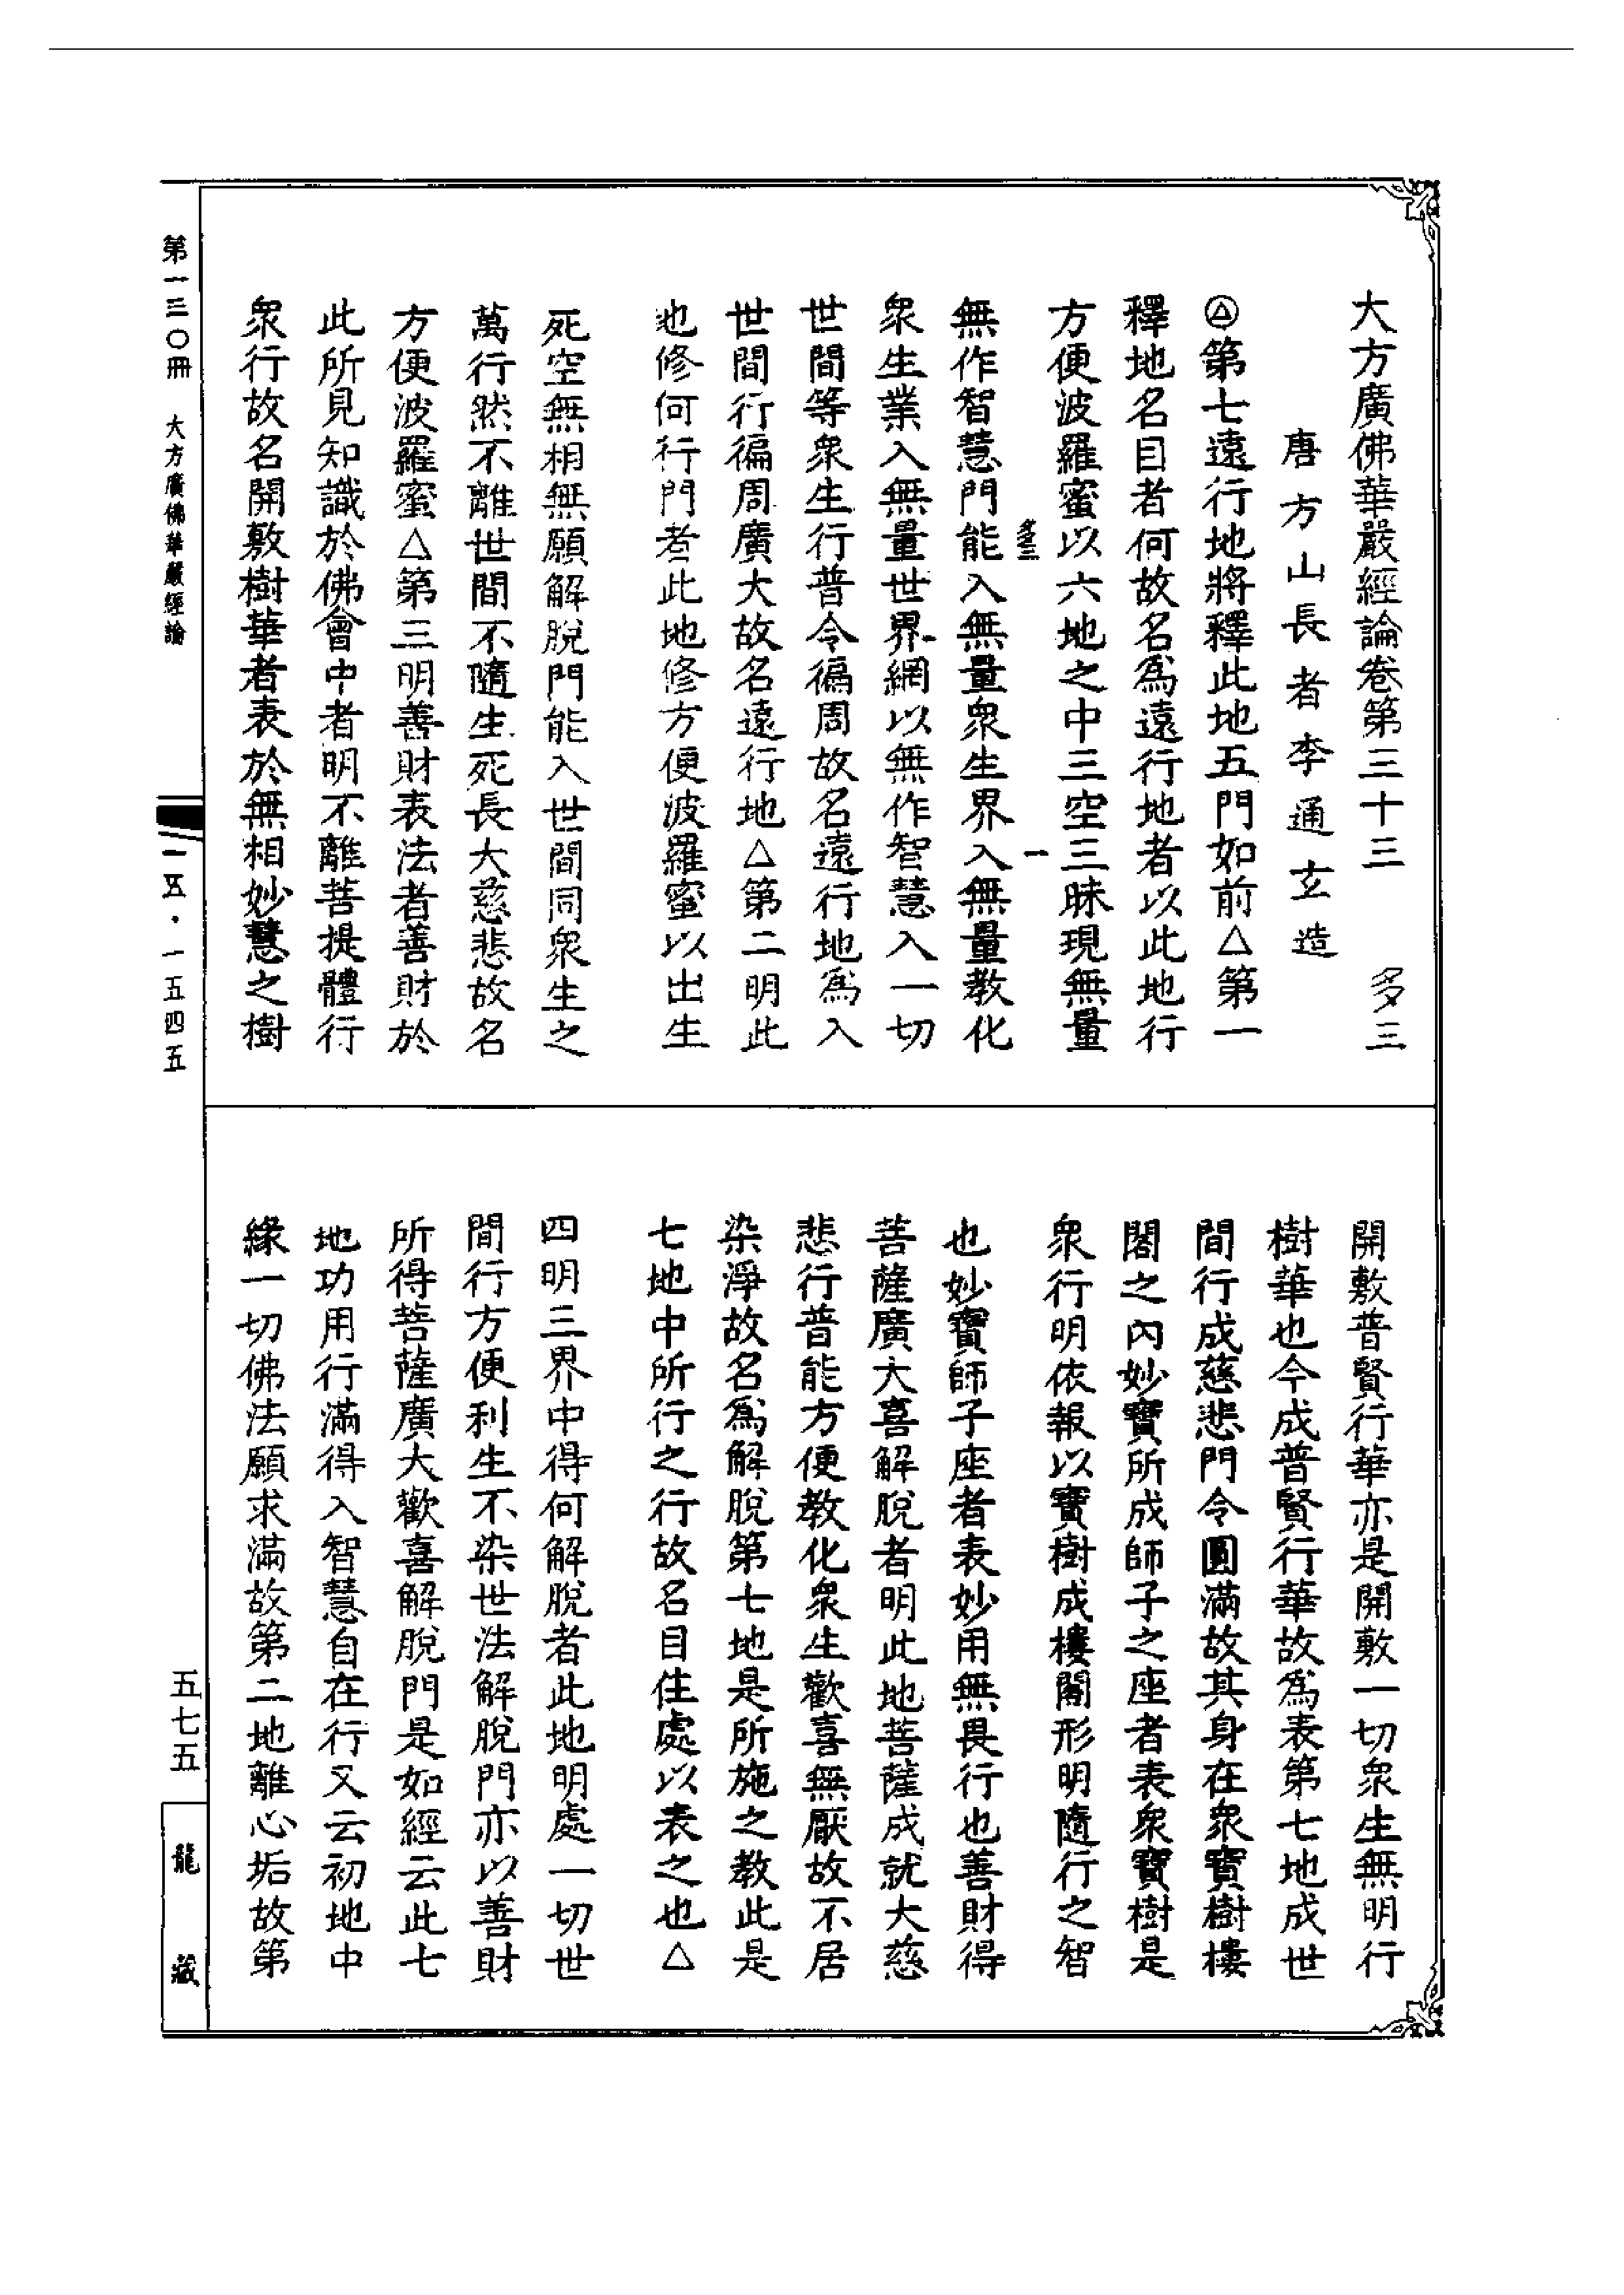 大方廣佛華嚴經論卷第三十三　多三
唐方山長者李通玄造
㊛第七遠行地將釋此地五門如前△第一
釋地名目者何故名為遠行地者以此地行
方便波羅蜜以六地之中三空三昧現無量
多三　一
無作智慧門能入無量眾生界入無量教化
眾生業入無量世界網以無作智慧入一切
世間等眾生行普令徧周故名遠行地為入
世間行徧周廣大故名遠行地△第二明此
地修何行門者此地修方便波羅蜜以出生
死空無相無願解脫門能入世間同眾生之
萬行然不離世間不隨生死長大慈悲故名
方便波羅蜜△第三明善財表法者善財於
此所見知識於佛會中者明不離菩提體行
眾行故名開敷樹華者表於無相妙慧之樹
開敷普賢行華亦是開敷一切眾生無明行
樹華也今成普賢行華故為表第七地成世
間行成慈悲門令圓滿故其身在眾寶樹樓
閣之內妙寶所成師子之座者表眾寶樹是
眾行明依報以寶樹成樓閣形明隨行之智
也妙寶師子座者表妙用無畏行也善財得
菩薩廣大喜解脫者明此地菩薩成就大慈
悲行普能方便教化眾生歡喜無厭故不居
染淨故名為解脫第七地是所施之教此是
七地中所行之行故名目住處以表之也△
四明三界中得何解脫者此地明處一切世
間行方便利生不染世法解脫門亦以善財
所得菩薩廣大歡喜解脫門是如經云此七
地功用行滿得入智慧自在行又云初地中
緣一切佛法願求滿故第二地離心垢故第
第一三〇冊　大方廣佛華嚴經論
一五·一五四五
五七五
龍藏